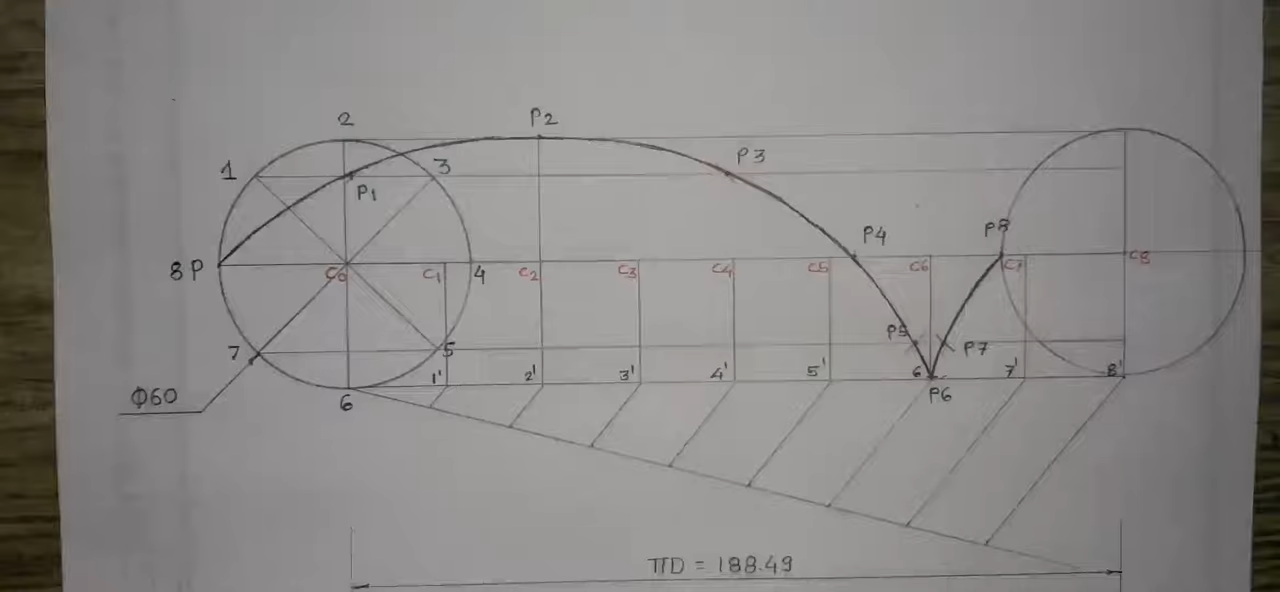 2
P2
1
3
P3
P1
P4
P8
8 P
C0
C1
4
C2
C3
C4
C5
C6
C7
C8
P5
P7
7
5
1'
2'
3'
4'
5'
6'
7'
8'
P6
Φ60
6
ΠD = 188.49